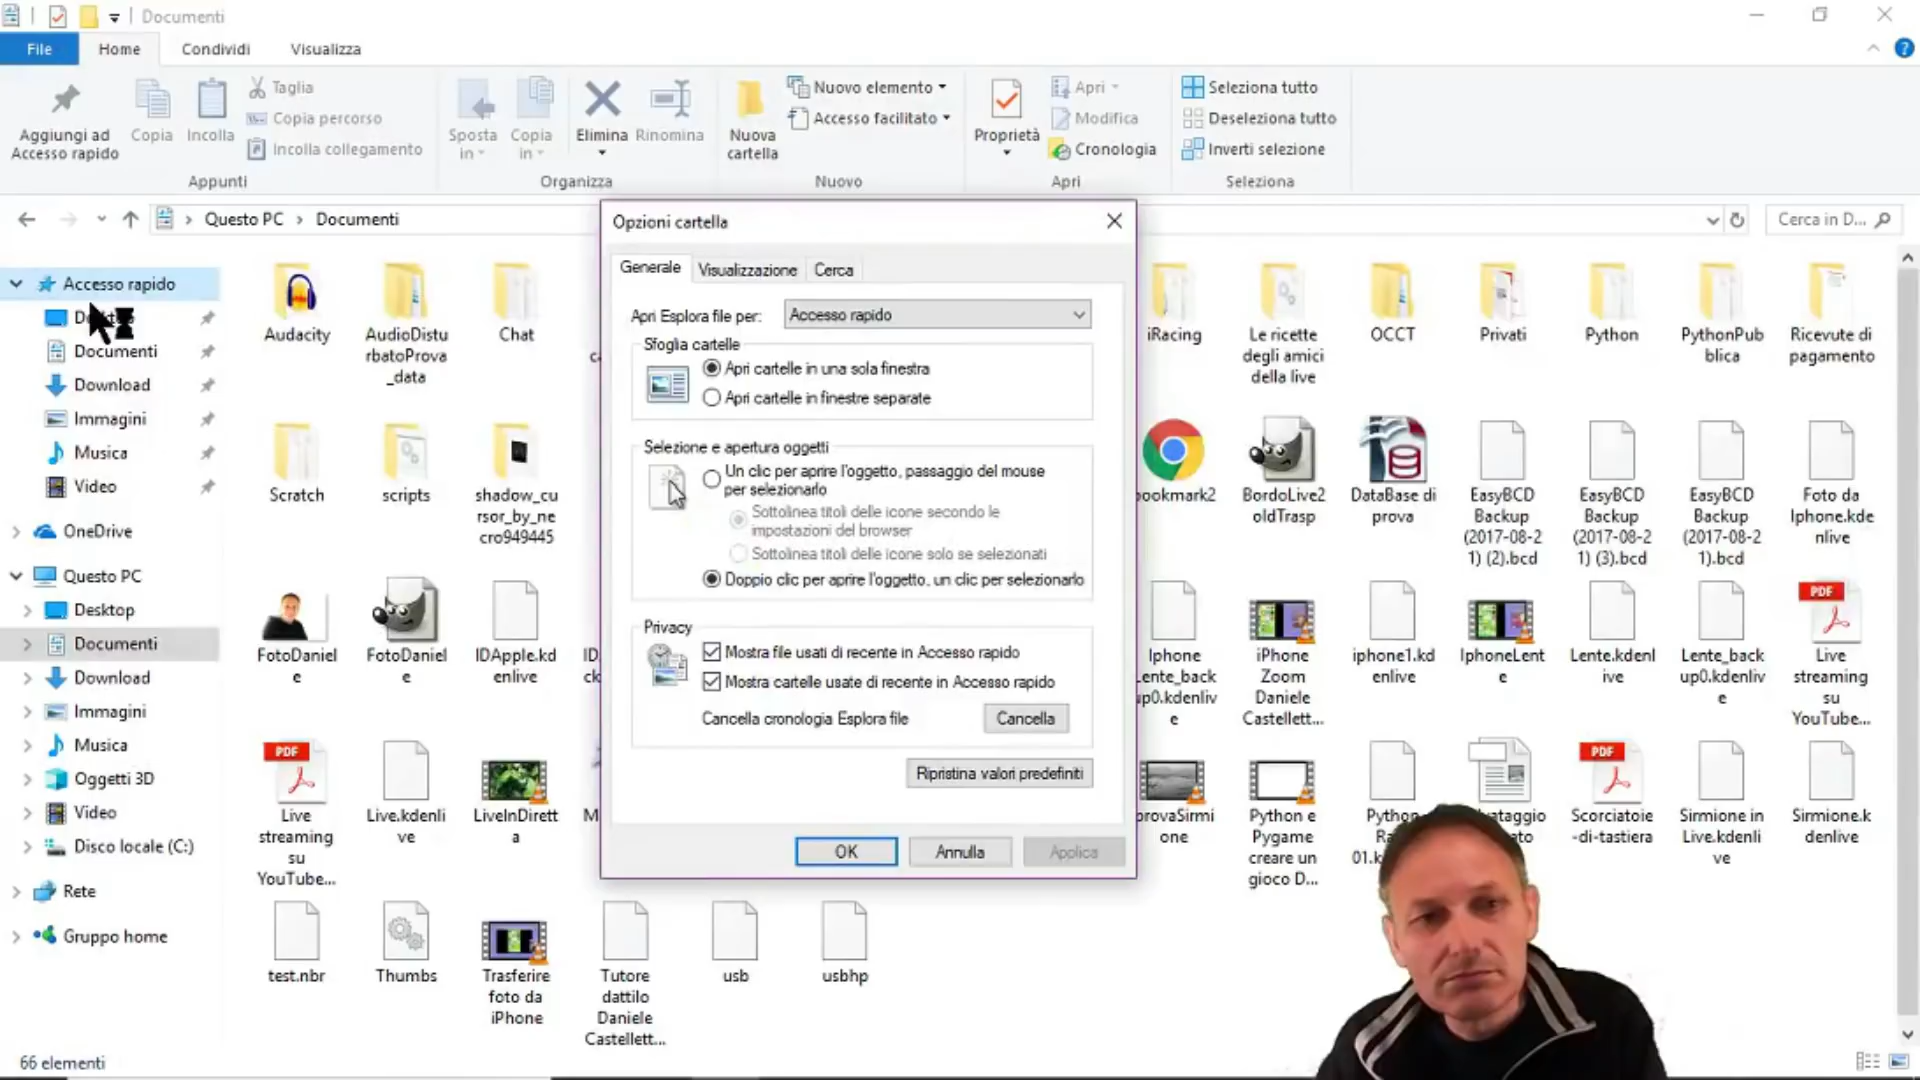 Documenti
File
Home
Condividi
Visualizza
Aggiungi ad
Accesso rapido
Copia
Incolla
Taglia
Copia percorso
Incolla collegamento
Appunti
Sposta
in
Copia
in
Elimina
Rinomina
Organizza
Nuova
cartella
Nuovo elemento
Accesso facilitato
Nuovo
Proprietà
Apri
Modifica
Cronologia
Apri
Seleziona tutto
Deseleziona tutto
Inverti selezione
Seleziona
Questo PC > Documenti
Cerca in D...
Accesso rapido
Documenti
Download
Immagini
Musica
Video
OneDrive
Questo PC
Desktop
Documenti
Download
Immagini
Musica
Oggetti 3D
Video
Disco locale (C:)
Rete
Gruppo home
Opzioni cartella
Generale
Visualizzazione
Cerca
Apri Esplora file per:
Accesso rapido
Sfoglia cartelle
Apri cartelle in una sola finestra
Apri cartelle in finestre separate
Selezione e apertura oggetti
Un clic per aprire l'oggetto, passaggio del mouse
per selezionarlo
Sottolinea titoli delle icone secondo le
impostazioni del browser
Sottolinea titoli delle icone solo se selezionati
Doppio clic per aprire l'oggetto, un clic per selezionarlo
Privacy
Mostra file usati di recente in Accesso rapido
Mostra cartelle usate di recente in Accesso rapido
Cancella cronologia Esplora file
Cancella
Ripristina valori predefiniti
OK
Annulla
Applica
Audacity
AudioDistu
rbatoProva
_data
Chat
iRacing
Le ricette
degli amici
della live
OCCT
Privati
Python
PythonPu
blica
Ricevute di
pagamento
Scratch
scripts
shadow_cu
rsor_by_ne
cro949445
bookmark2
BordoLive2
oldTrasp
DataBase di
prova
EasyBCD
Backup
(2017-08-2
1) (2).bcd
EasyBCD
Backup
(2017-08-2
1) (3).bcd
EasyBCD
Backup
(2017-08-2
1).bcd
Foto da
Iphone.kde
nlive
FotoDaniel
e
FotoDaniel
e
IDApple.kd
enlive
Iphone
Lente_back
up0.kdenliv
e
iPhone
Zoom
Daniele
Castellett...
iphone1.kd
enlive
IphoneLent
e
Lente.kdenl
ive
Lente_back
up0.kdenliv
e
PDF
Live
streaming
su
YouTube...
PDF
Live
streaming
su
YouTube...
Live.kdenli
ve
LiveInDirett
a
provaSirmi
one
Python e
Pygame
creare un
gioco D...
PDF
Scorciatoie
-di-tastiera
Sirmione in
Live.kdenli
ve
Sirmione.k
denlive
test.nbr
Thumbs
Trasferire
foto da
iPhone
Tutore
dattilo
Daniele
Castellett...
usb
usbhp
66 elementi